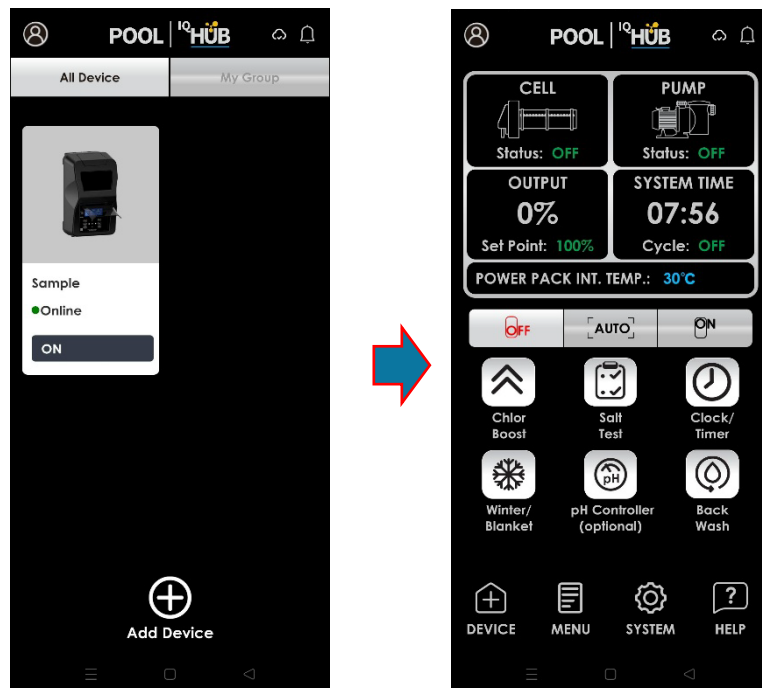 POOL | IQ HUB
All Device My Group
Sample
Online
ON
Add Device
POOL | IQ HUB
CELL PUMP
Status: OFF Status: OFF
OUTPUT SYSTEM TIME
0% 07:56
Set Point: 100% Cycle: OFF
POWER PACK INT. TEMP.: 30°C
OFF AUTO ON
Chlor Boost
Salt Test
Clock/ Timer
pH
Winter/ Blanket
pH Controller (optional)
Back Wash
DEVICE MENU SYSTEM ? HELP